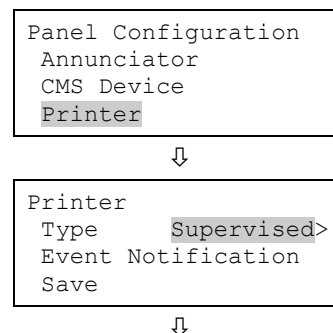 Panel Configuration
Annunciator
CMS Device
Printer
⇩
Printer
Type Supervised>
Event Notification
Save
⇩